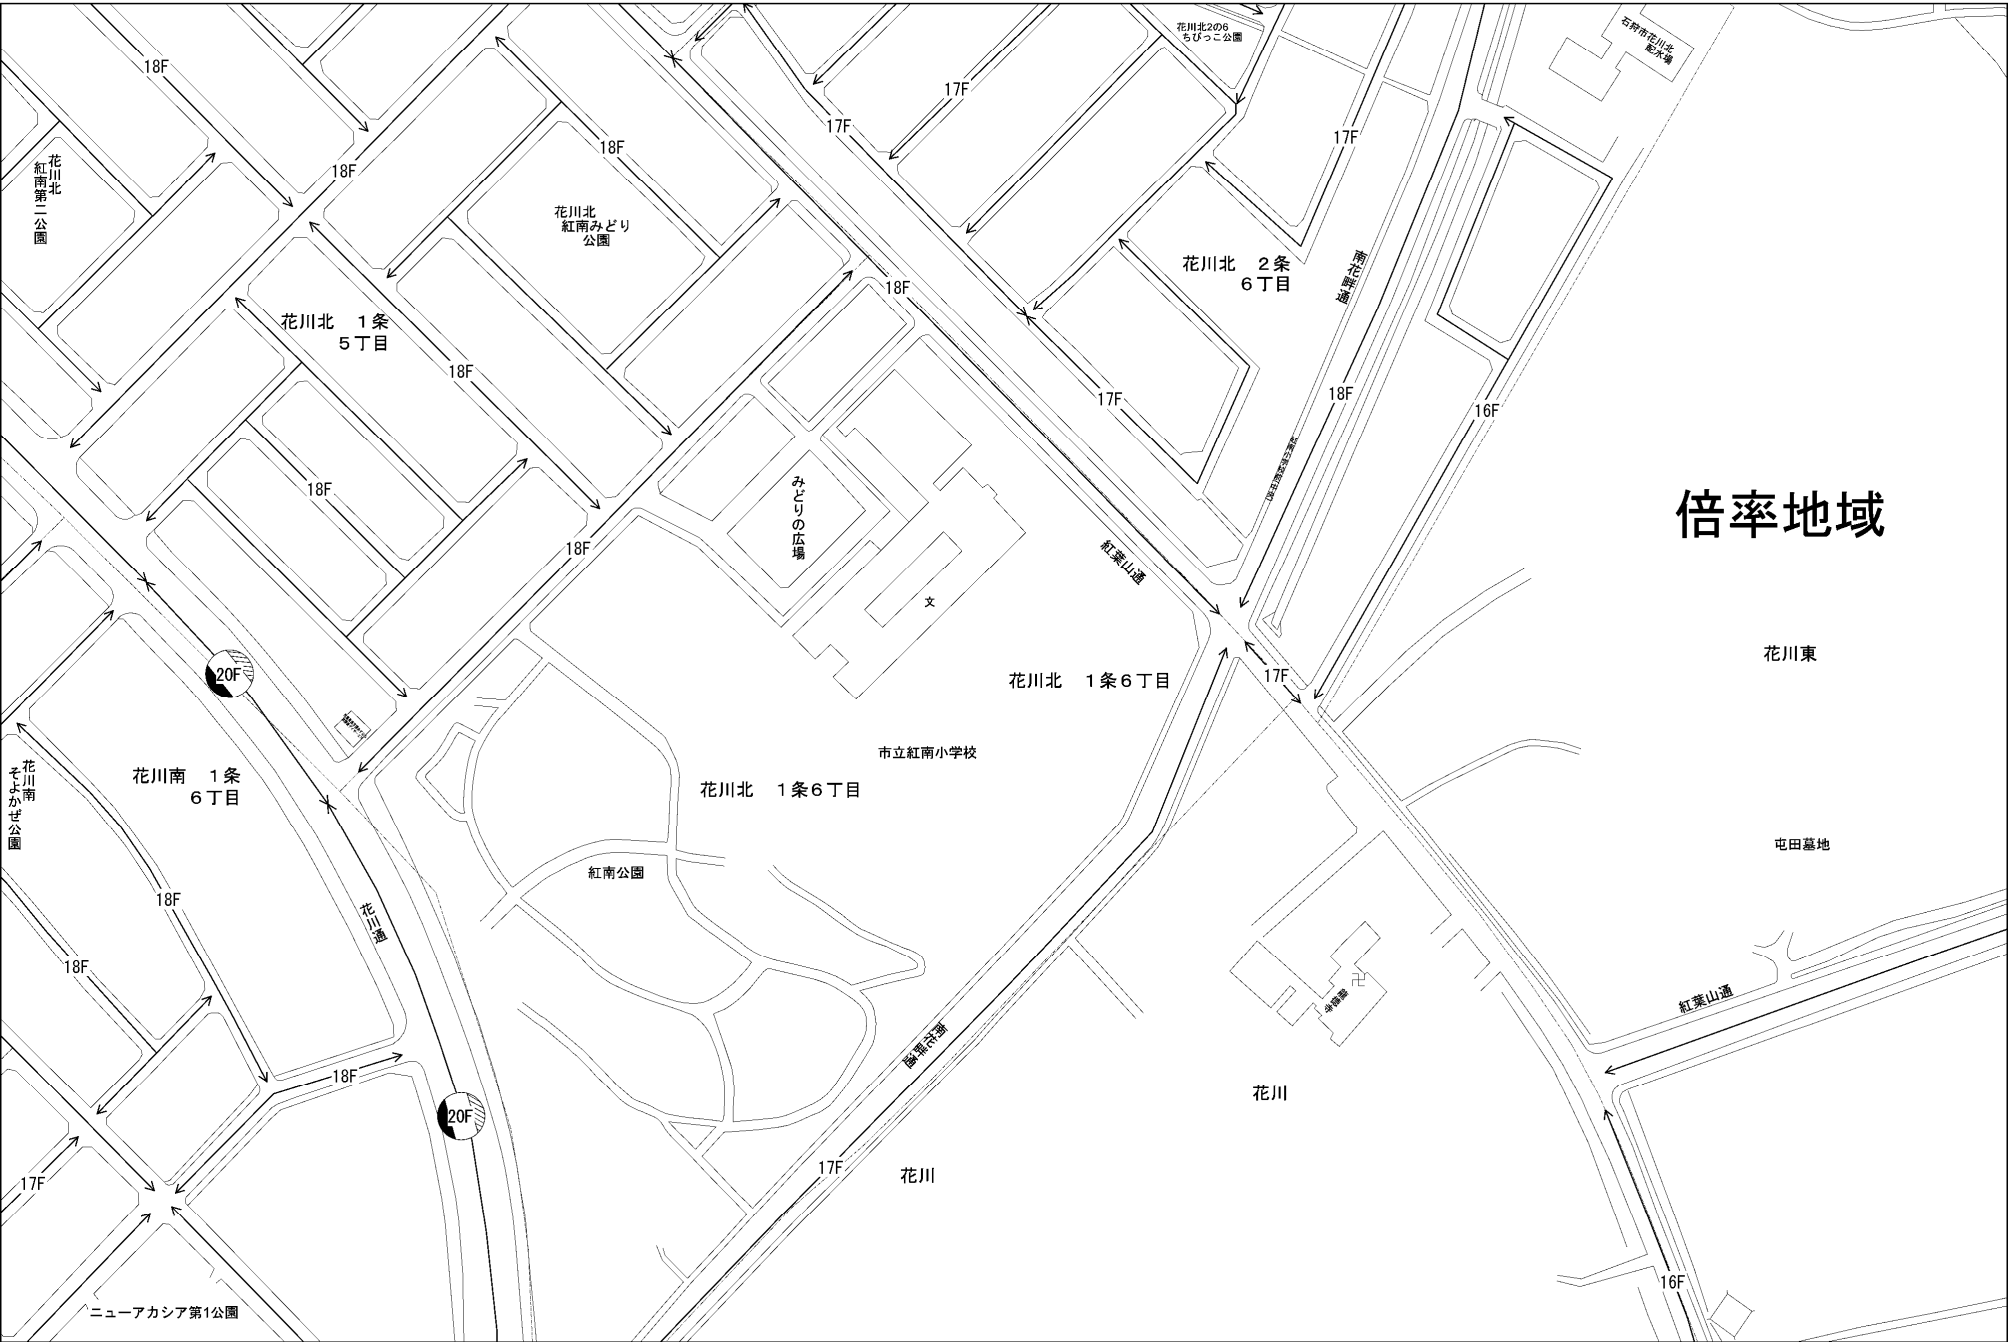 18F
17F
花川北2の6
ちびっこ公園
石狩市花川北
配水場
17F
17F
18F
18F
花川北
紅南第二公園
花川北
紅南みどり
公園
花川北 2条
6丁目
南花畔通
18F
花川北 1条
5丁目
18F
17F
18F
16F
18F
みどりの広場
倍率地域
18F
紅葉山通
文
花川東
20F
花川北 1条6丁目
17F
市立紅南小学校
花川南 1条
6丁目
花川北 1条6丁目
花川南
そよかぜ公園
屯田墓地
紅南公園
18F
花川通
18F
紅葉山通
南花畔通
18F
花川
20F
17F
花川
17F
16F
ニューアカシア第1公園